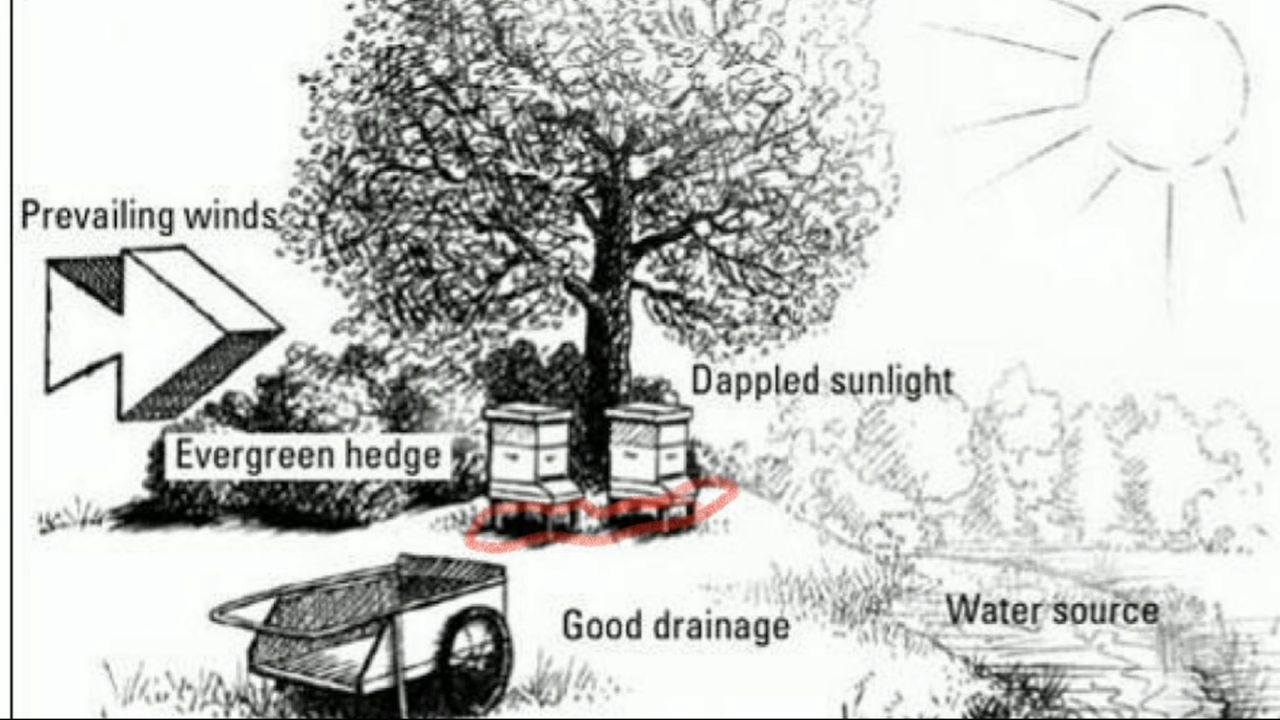 Prevailing winds
Dappled sunlight
Evergreen hedge
Water source
Good drainage